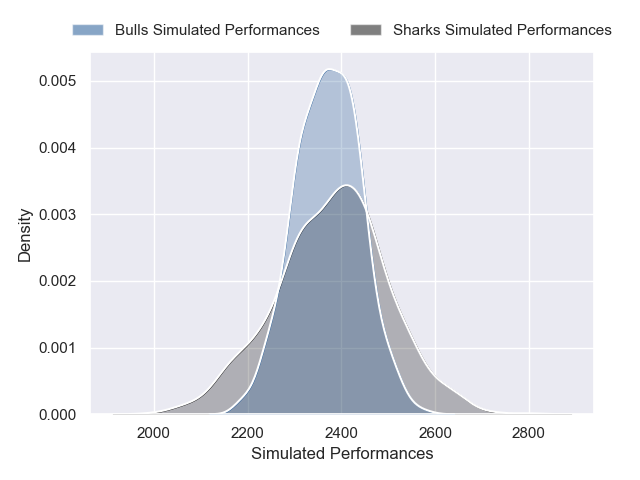 Bulls Simulated Performances
Sharks Simulated Performances
0.005
0.004
0.003
0.002
0.001
0.000
Density
2000 2200 2400 2600 2800
Simulated Performances